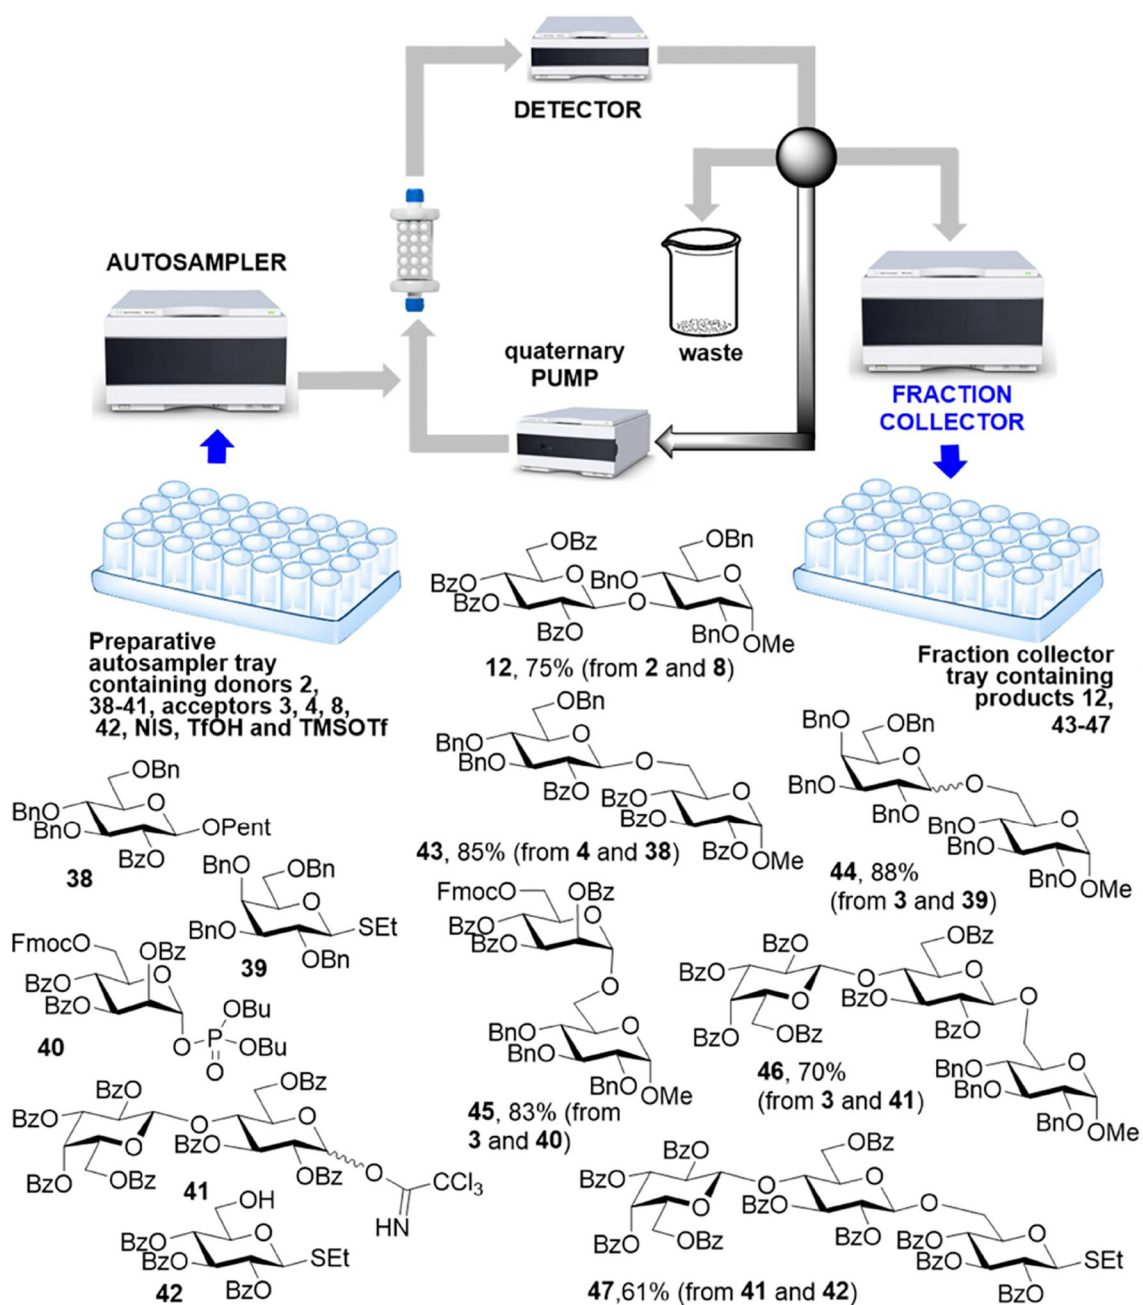 DETECTOR
AUTOSAMPLER
quaternary
PUMP
waste
FRACTION
COLLECTOR
Preparative
autosampler tray
containing donors 2,
38-41, acceptors 3, 4, 8,
42, NIS, TfOH and TMSOTf
Fraction collector
tray containing
products 12,
43-47
OBz
OBn
BzO
BnO
BzO
O
O
O
O
BzO
BnO
OMe
12, 75% (from 2 and 8)
OBn
BnO
BnO
O
O
BzO
BzO
BzO
O
BzO
OMe
43, 85% (from 4 and 38)
BnO
OBn
O
O
BnO
BnO
BnO
BnO
O
BnO
OMe
44, 88%
(from 3 and 39)
OBn
BnO
BnO
O
OPent
BzO
38
BnO
OBn
O
BnO
SEt
OBn
39
FmocO
OBz
BzO
BzO
O
O
P
OBu
OBu
O
40
FmocO
OBz
BzO
BzO
O
O
BnO
BnO
O
BnO
OMe
45, 83% (from
3 and 40)
BzO
BzO
O
O
OBz
O
BzO
BzO
OBz
BzO
O
BnO
BnO
O
BnO
OMe
46, 70%
(from 3 and 41)
BzO
BzO
O
O
OBz
O
BzO
OBz
BzO
OBz
O
CCl3
HN
41
OH
BzO
BzO
O
SEt
BzO
42
BzO
BzO
O
O
OBz
O
BzO
BzO
OBz
BzO
O
BzO
BzO
O
SEt
BzO
47,61% (from 41 and 42)